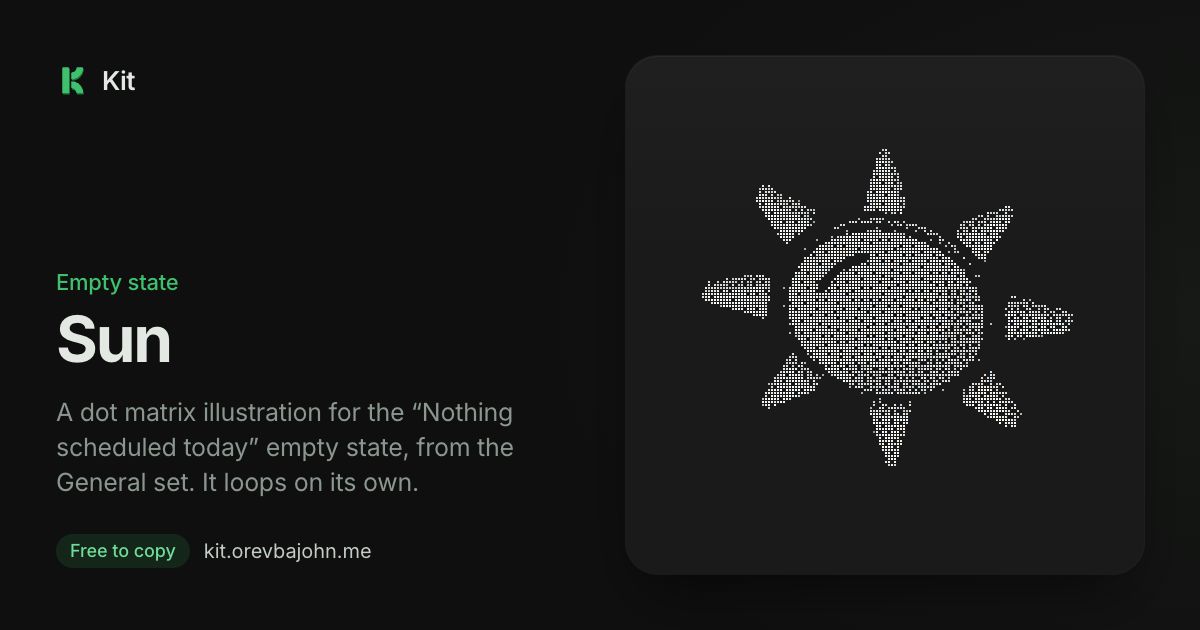 Kit
Empty state
Sun
A dot matrix illustration for the “Nothing
scheduled today” empty state, from the
General set. It loops on its own.
Free to copy
kit.orevbajohn.me